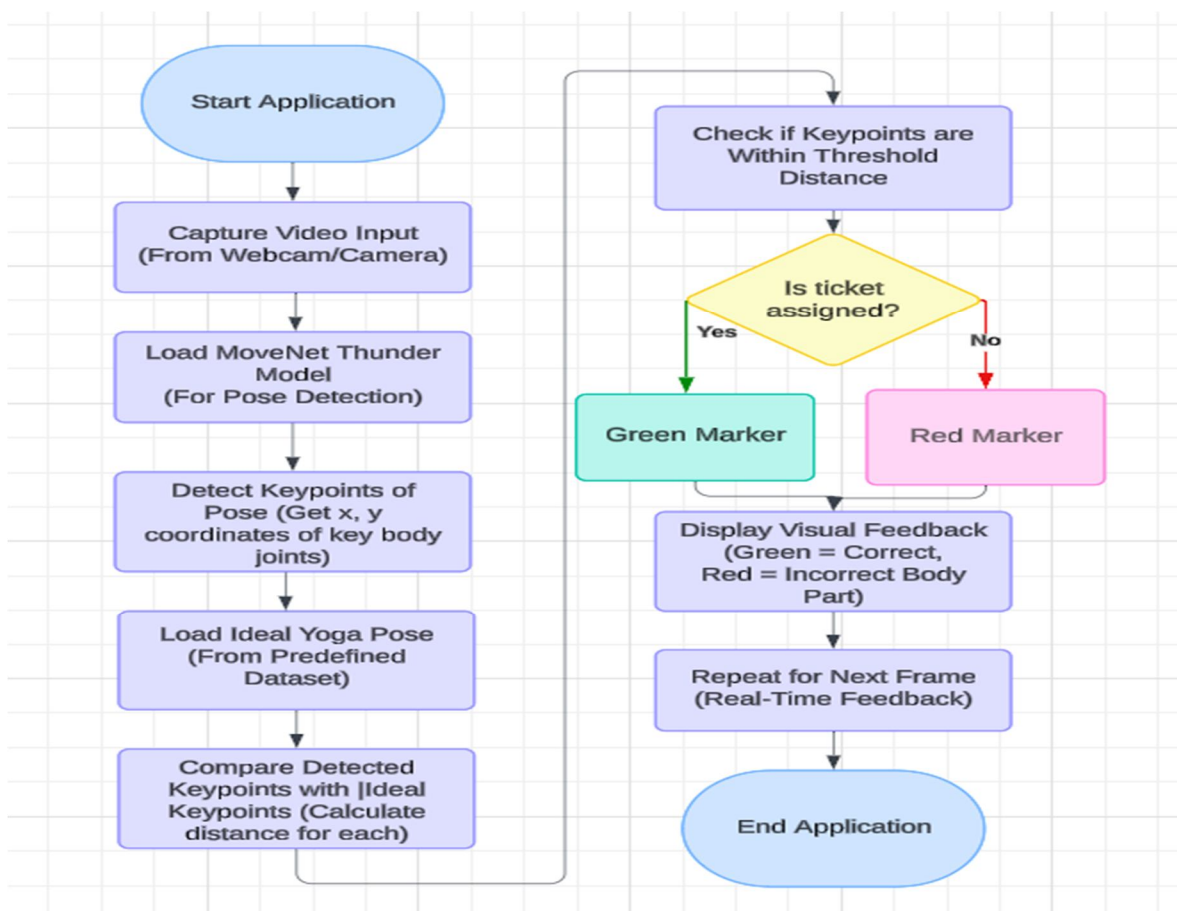 Start Application
Capture Video Input
(From Webcam/Camera)
Load MoveNet Thunder
Model
(For Pose Detection)
Detect Keypoints of
Pose (Get x, y
coordinates of key body
joints)
Load Ideal Yoga Pose
(From Predefined
Dataset)
Compare Detected
Keypoints with |Ideal
Keypoints (Calculate
distance for each)
Check if Keypoints are
Within Threshold
Distance
Is ticket
assigned?
Yes
No
Green Marker
Red Marker
Display Visual Feedback
(Green = Correct,
Red = Incorrect Body
Part)
Repeat for Next Frame
(Real-Time Feedback)
End Application